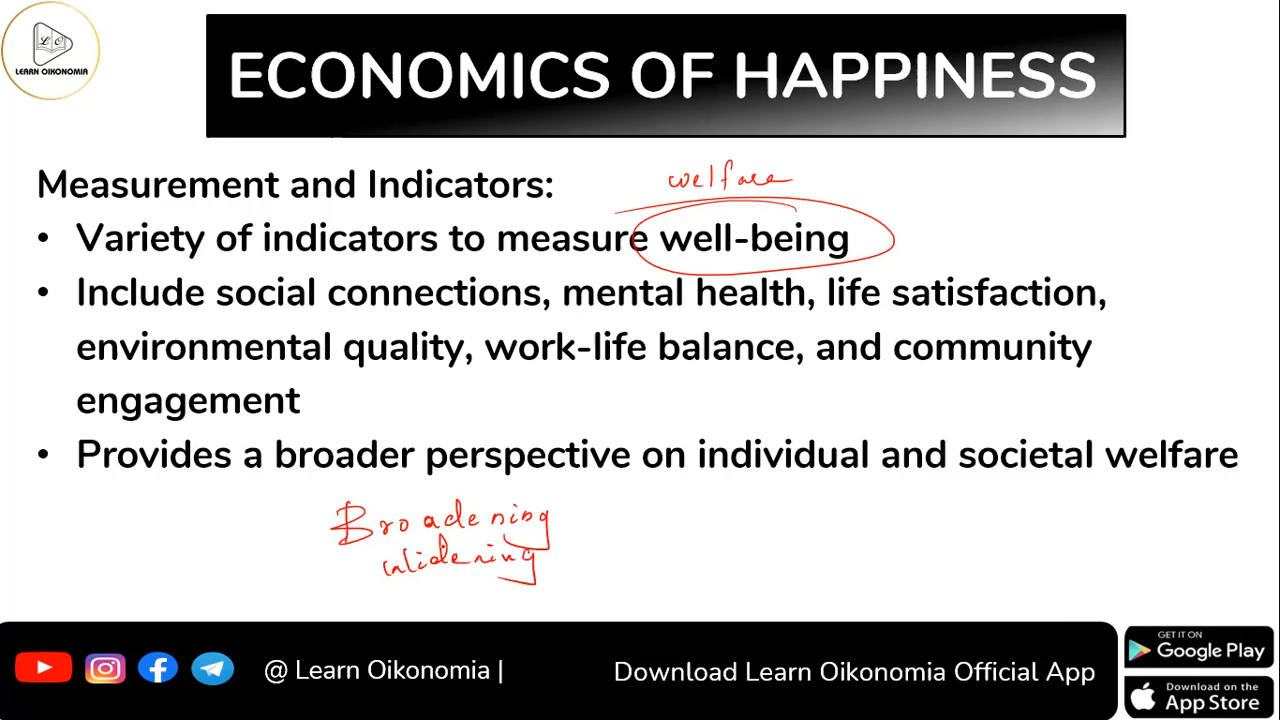 LO
LEARN OIKONOMIA
ECONOMICS OF HAPPINESS
Measurement and Indicators:
welfare
• Variety of indicators to measure well-being
• Include social connections, mental health, life satisfaction,
environmental quality, work-life balance, and community
engagement
• Provides a broader perspective on individual and societal welfare
Broadening
widening
@ Learn Oikonomia |
Download Learn Oikonomia Official App
GET IT ON
Google Play
Download on the
App Store